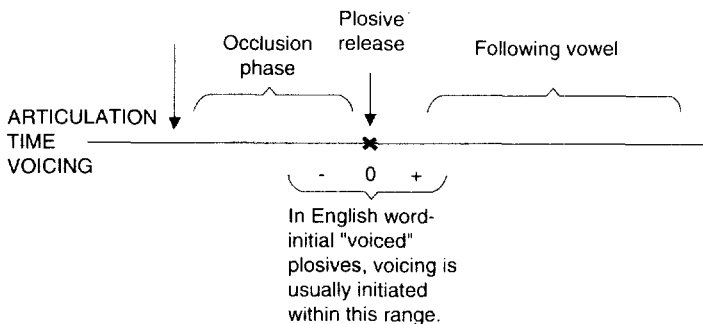 Plosive
release
Occlusion
phase
Following vowel
ARTICULATION
TIME
VOICING
- 0 +
In English word-
initial "voiced"
plosives, voicing is
usually initiated
within this range.